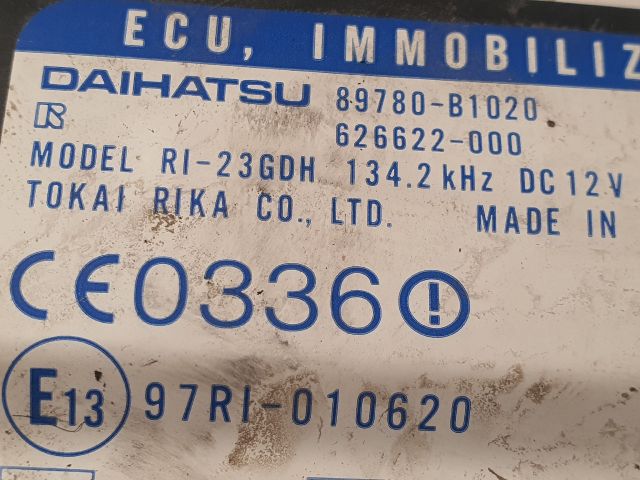 ECU, IMMOBILIZ
DAIHATSU 89780-B1020
626622-000
MODEL RI-23GDH 134.2kHz DC12V
TOKAI RIKA CO., LTD. MADE IN
CE0336
E13 97RI-010620